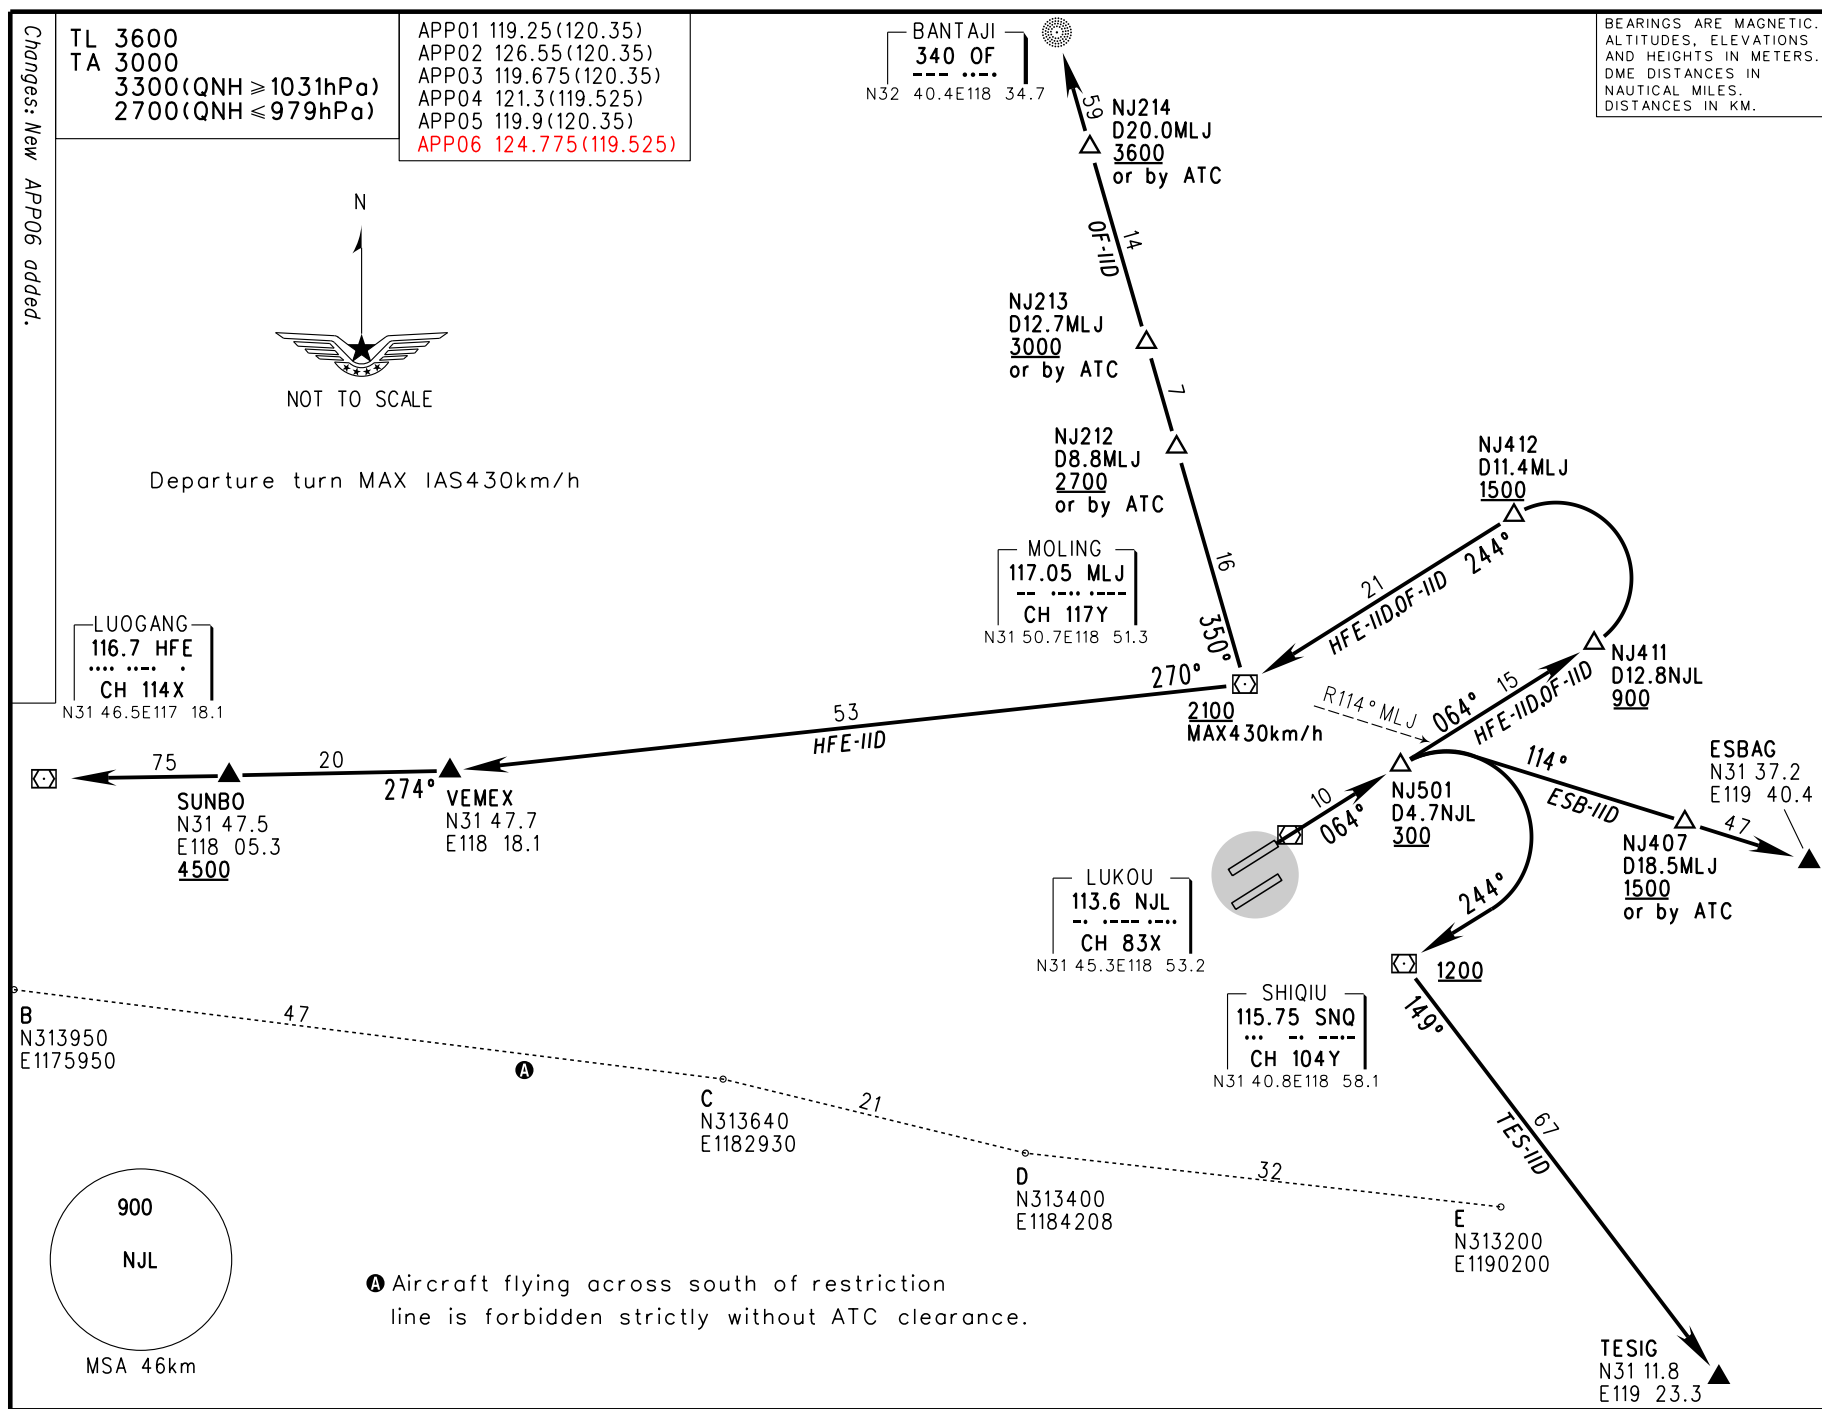 Changes: New APP06 added.
TL 3600
TA 3000
3300(QNH ≥ 1031hPa)
2700(QNH ≤ 979hPa)
APP01 119.25(120.35)
APP02 126.55(120.35)
APP03 119.675(120.35)
APP04 121.3(119.525)
APP05 119.9(120.35)
APP06 124.775(119.525)
BEARINGS ARE MAGNETIC.
ALTITUDES, ELEVATIONS
AND HEIGHTS IN METERS.
DME DISTANCES IN
NAUTICAL MILES.
DISTANCES IN KM.
BANTAJI
340 OF
N32 40.4E118 34.7
59
NJ214
D20.0MLJ
3600
or by ATC
14
OF-11D
N
NOT TO SCALE
NJ213
D12.7MLJ
3000
or by ATC
7
NJ212
D8.8MLJ
2700
or by ATC
16
350°
Departure turn MAX IAS430km/h
NJ412
D11.4MLJ
1500
244°
21
HFE-11D,OF-11D
MOLING
117.05 MLJ
CH 117Y
N31 50.7E118 51.3
LUOGANG
116.7 HFE
CH 114X
N31 46.5E117 18.1
270°
2100
MAX430km/h
53
HFE-11D
R114° MLJ
15
064°
HFE-11D,OF-11D
NJ411
D12.8NJL
900
75
20
274°
SUNBO
N31 47.5
E118 05.3
4500
VEMEX
N31 47.7
E118 18.1
10
064°
NJ501
D4.7NJL
300
114°
ESB-11D
ESBAG
N31 37.2
E119 40.4
47
NJ407
D18.5MLJ
1500
or by ATC
LUKOU
113.6 NJL
CH 83X
N31 45.3E118 53.2
244°
1200
SHIQIU
115.75 SNQ
CH 104Y
N31 40.8E118 58.1
149°
67
TES-11D
B
N313950
E1175950
47
A
C
N313640
E1182930
21
D
N313400
E1184208
32
E
N313200
E1190200
900
NJL
MSA 46km
A Aircraft flying across south of restriction
line is forbidden strictly without ATC clearance.
TESIG
N31 11.8
E119 23.3